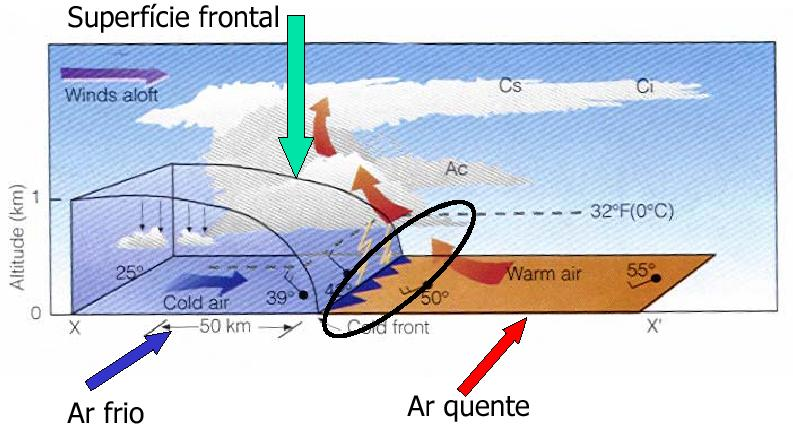 Superfície frontal
Winds aloft
Cs
Ci
Ac
Altitude (km)
1
32°F(0°C)
25°
Warm air
55°
Cold air
39°
50°
0
X
50 km
Cold front
X'
Ar frio
Ar quente